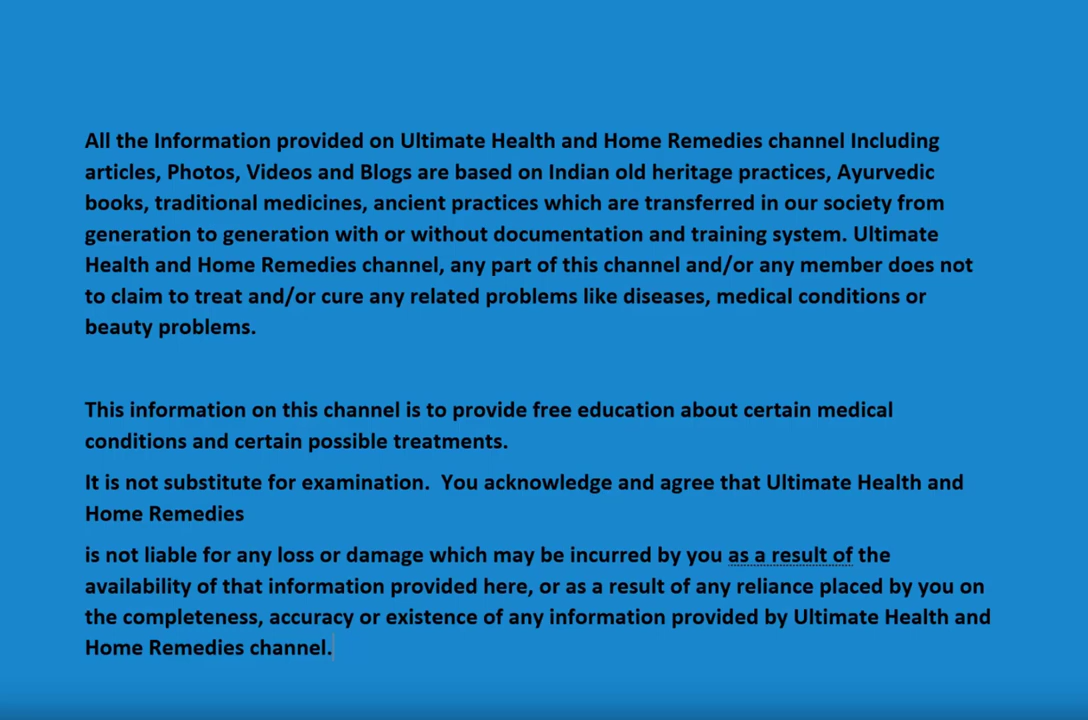 All the Information provided on Ultimate Health and Home Remedies channel Including
articles, Photos, Videos and Blogs are based on Indian old heritage practices, Ayurvedic
books, traditional medicines, ancient practices which are transferred in our society from
generation to generation with or without documentation and training system. Ultimate
Health and Home Remedies channel, any part of this channel and/or any member does not
to claim to treat and/or cure any related problems like diseases, medical conditions or
beauty problems.
This information on this channel is to provide free education about certain medical
conditions and certain possible treatments.
It is not substitute for examination.  You acknowledge and agree that Ultimate Health and
Home Remedies
is not liable for any loss or damage which may be incurred by you as a result of the
availability of that information provided here, or as a result of any reliance placed by you on
the completeness, accuracy or existence of any information provided by Ultimate Health and
Home Remedies channel.